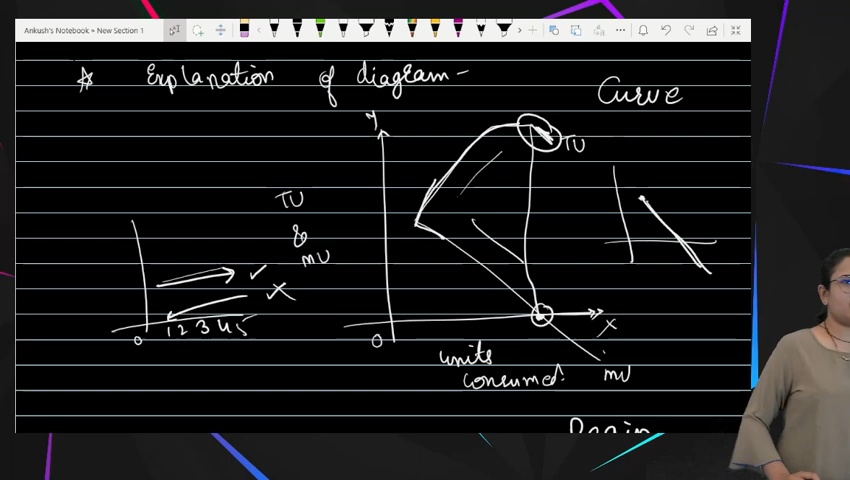 Ankush's Notebook > New Section 1
☆ Explanation of diagram -
Curve
Y
TU
TU
&
MU
0
1 2 3 4 5
0
X
units
consumed.
MU